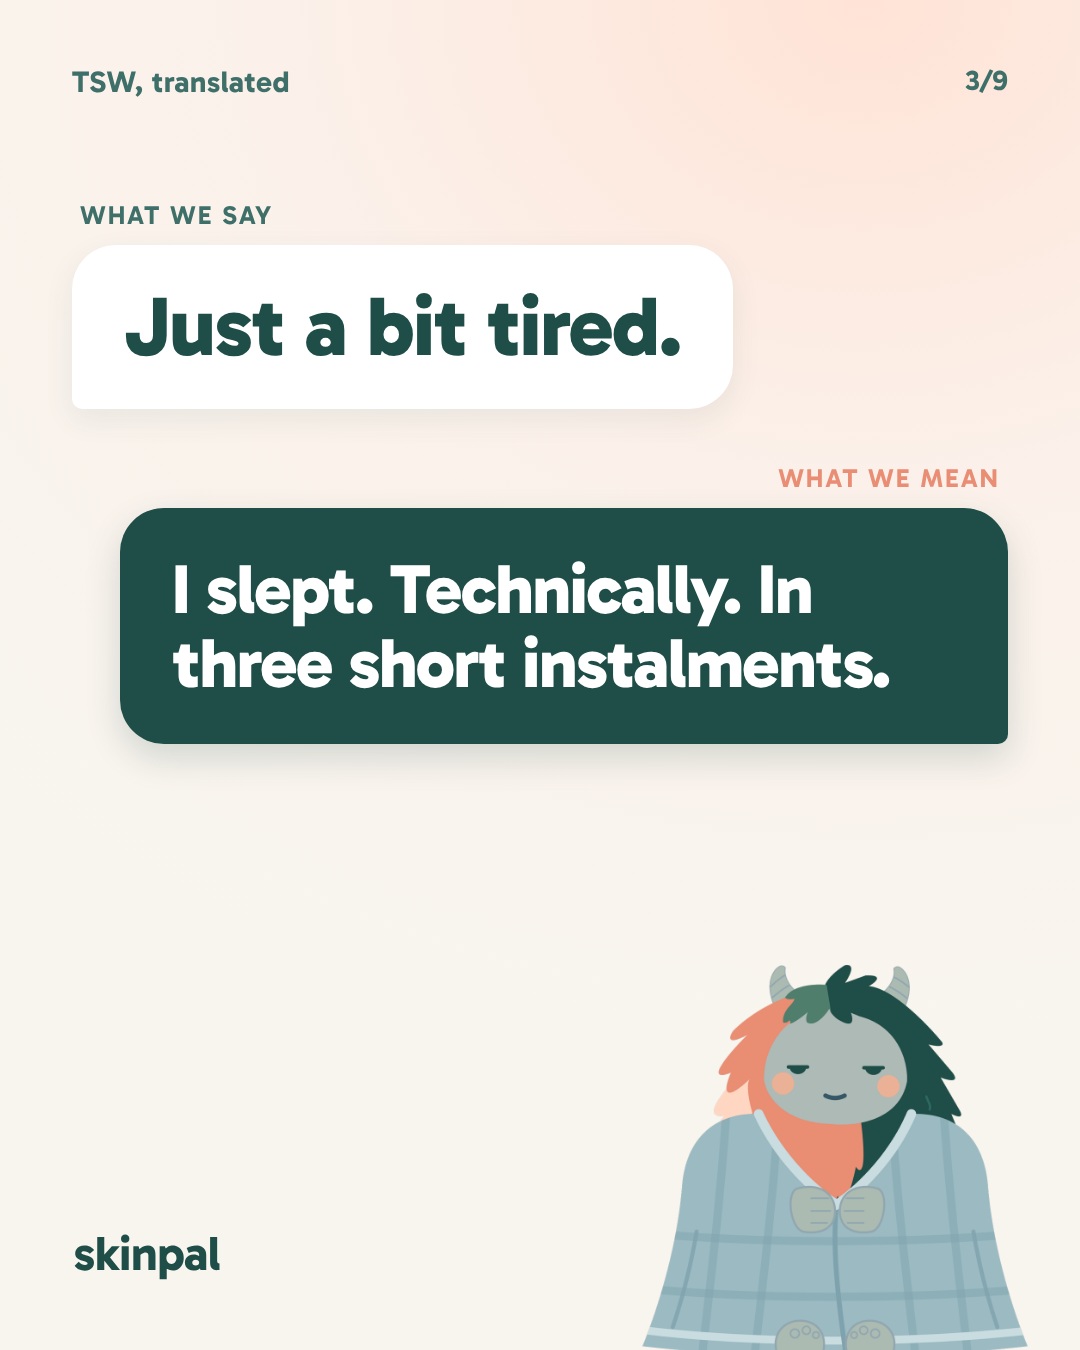 TSW, translated
3/9
WHAT WE SAY
Just a bit tired.
WHAT WE MEAN
I slept. Technically. In
three short instalments.
skinpal